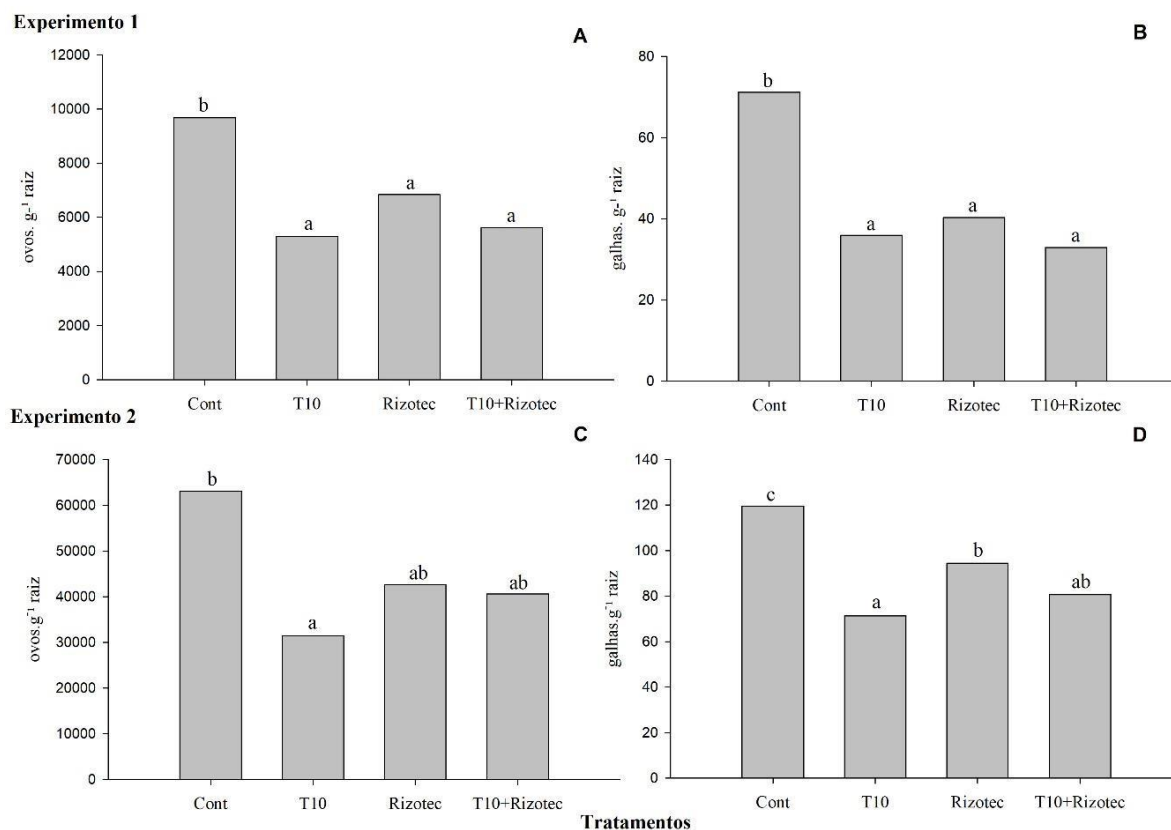 Experimento 1
A
12000
10000
8000
6000
4000
2000
0
ovos. g-¹ raiz
b
a
a
a
Cont T10 Rizotec T10+Rizotec
B
80
60
40
20
0
galhas. g-¹ raiz
b
a
a
a
Cont T10 Rizotec T10+Rizotec
Experimento 2
C
70000
60000
50000
40000
30000
20000
10000
0
ovos.g⁻¹ raiz
b
a
ab
ab
Cont T10 Rizotec T10+Rizotec
D
140
120
100
80
60
40
20
0
galhas.g⁻¹ raiz
c
a
b
ab
Cont T10 Rizotec T10+Rizotec
Tratamentos